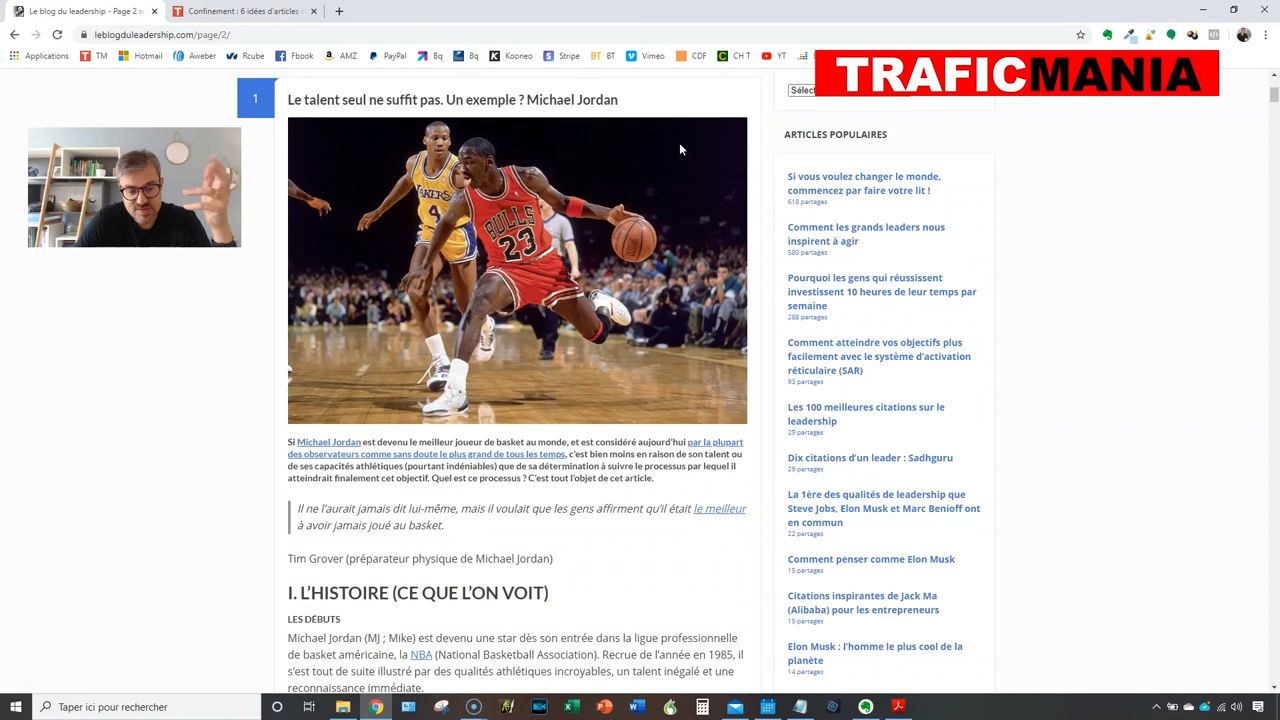 Le blog du Leadership - Page 2 su
Confinement : 6 étapes
leblogduleadership.com/page/2/
Applications
TM
Hotmail
Aweber
Rcube
Fbook
AMZ
PayPal
Bq
Bq
Kooneo
Stripe
BT
Vimeo
CDF
CH T
YT
TRAFICMANIA
1
Le talent seul ne suffit pas. Un exemple ? Michael Jordan
LAKERS
4
BULLS
23
Si Michael Jordan est devenu le meilleur joueur de basket au monde, et est considéré aujourd'hui par la plupart
des observateurs comme sans doute le plus grand de tous les temps, c'est bien moins en raison de son talent ou
de ses capacités athlétiques (pourtant indéniables) que de sa détermination à suivre le processus par lequel il
atteindrait finalement cet objectif. Quel est ce processus ? C'est tout l'objet de cet article.
Il ne l'aurait jamais dit lui-même, mais il voulait que les gens affirment qu'il était le meilleur
à avoir jamais joué au basket.
Tim Grover (préparateur physique de Michael Jordan)
I. L'HISTOIRE (CE QUE L'ON VOIT)
LES DÉBUTS
Michael Jordan (MJ ; Mike) est devenu une star dès son entrée dans la ligue professionnelle
de basket américaine, la NBA (National Basketball Association). Recrue de l'année en 1985, il
s'est tout de suite illustré par des qualités athlétiques incroyables, un talent inégalé et une
reconnaissance immédiate.
Sélect
ARTICLES POPULAIRES
Si vous voulez changer le monde,
commencez par faire votre lit !
618 partages
Comment les grands leaders nous
inspirent à agir
580 partages
Pourquoi les gens qui réussissent
investissent 10 heures de leur temps par
semaine
288 partages
Comment atteindre vos objectifs plus
facilement avec le système d'activation
réticulaire (SAR)
93 partages
Les 100 meilleures citations sur le
leadership
29 partages
Dix citations d'un leader : Sadhguru
29 partages
La 1ère des qualités de leadership que
Steve Jobs, Elon Musk et Marc Benioff ont
en commun
22 partages
Comment penser comme Elon Musk
15 partages
Citations inspirantes de Jack Ma
(Alibaba) pour les entrepreneurs
15 partages
Elon Musk : l'homme le plus cool de la
planète
14 partages
Taper ici pour rechercher